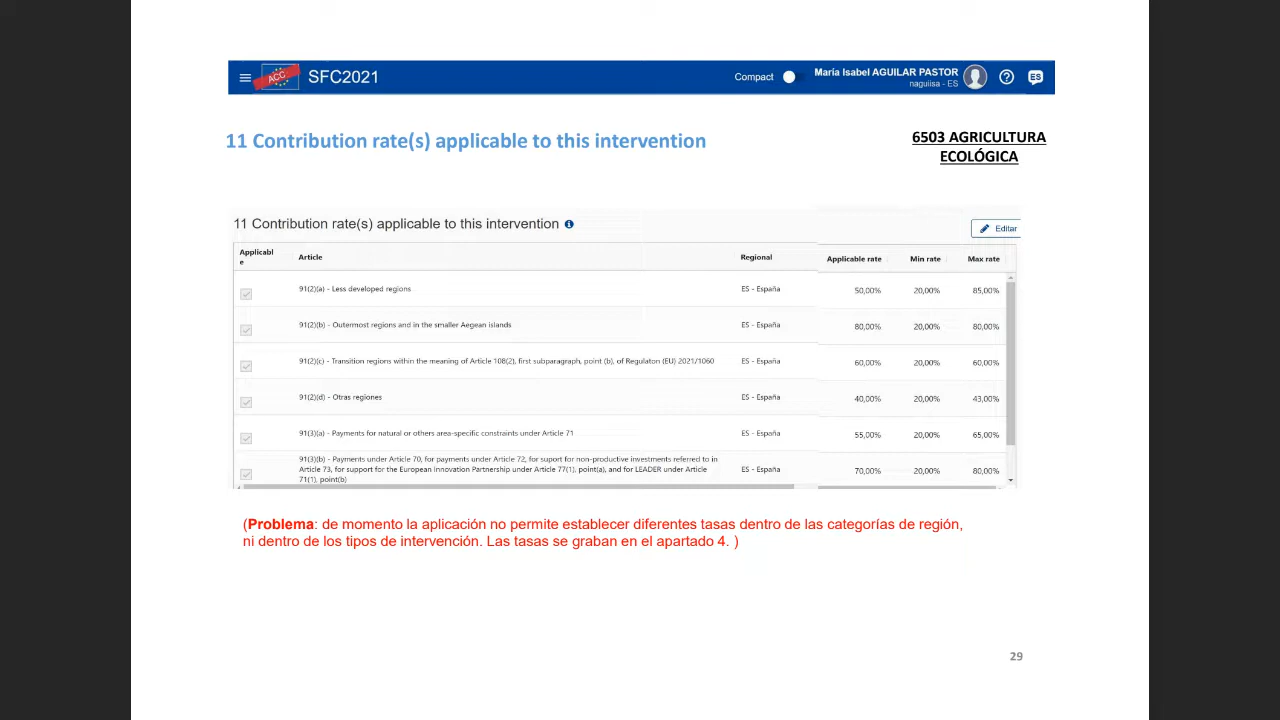 ACC
SFC2021
Compact
María Isabel AGUILAR PASTOR
naguiisa - ES
ES
11 Contribution rate(s) applicable to this intervention
6503 AGRICULTURA
ECOLÓGICA
11 Contribution rate(s) applicable to this intervention
Editar
Applicabl
e
Article
Regional
Applicable rate
Min rate
Max rate
91(2)(a) - Less developed regions
ES - España
50,00%
20,00%
85,00%
91(2)(b) - Outermost regions and in the smaller Aegean islands
ES - España
80,00%
20,00%
80,00%
91(2)(c) - Transition regions within the meaning of Article 108(2), first subparagraph, point (b), of Regulaton (EU) 2021/1060
ES - España
60,00%
20,00%
60,00%
91(2)(d) - Otras regiones
ES - España
40,00%
20,00%
43,00%
91(3)(a) - Payments for natural or others area-specific constraints under Article 71
ES - España
55,00%
20,00%
65,00%
91(3)(b) - Payments under Article 70, for payments under Article 72, for suport for non-productive investments referred to in
Article 73, for support for the European Innovation Partnership under Article 77(1), point(a), and for LEADER under Article
71(1), point(b)
ES - España
70,00%
20,00%
80,00%
(Problema: de momento la aplicación no permite establecer diferentes tasas dentro de las categorías de región,
ni dentro de los tipos de intervención. Las tasas se graban en el apartado 4. )
29